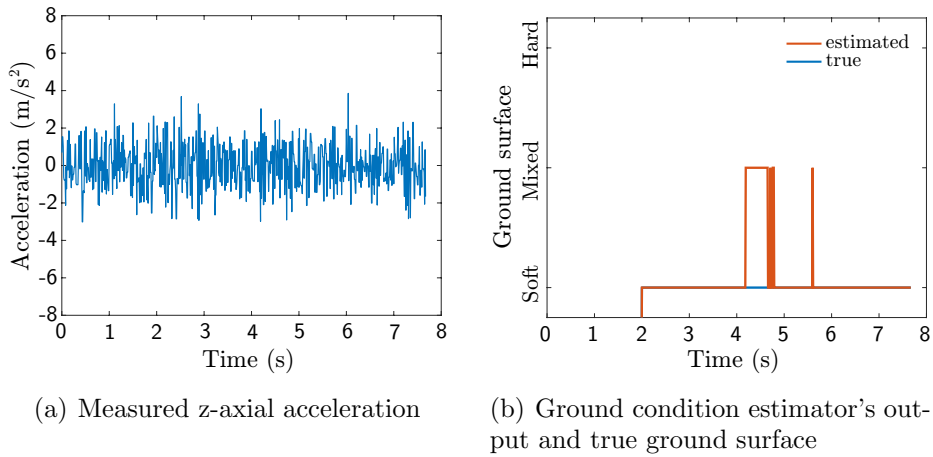 8
6
4
2
0
-2
-4
-6
-8
Acceleration (m/s²)
0 1 2 3 4 5 6 7 8
Time (s)
(a) Measured z-axial acceleration
Hard
Mixed
Soft
Ground surface
estimated
true
0 1 2 3 4 5 6 7 8
Time (s)
(b) Ground condition estimator's out-
put and true ground surface